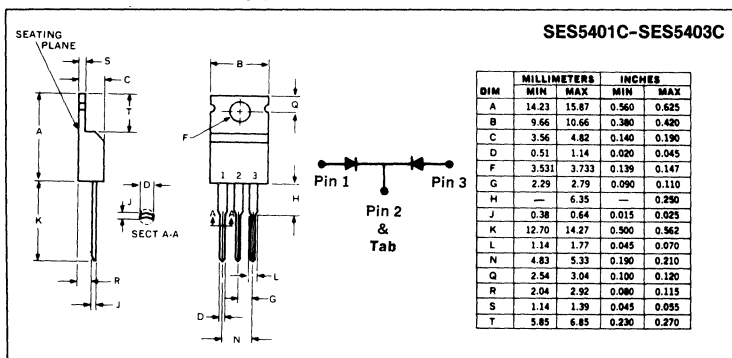 SES5401C-SES5403C
SEATING
PLANE
S
C
T
A
K
D
J
SECT A-A
R
J
B
Q
F
1 2 3
H
A A
L
G
D
N
Pin 1
Pin 3
Pin 2
&
Tab
DIM MILLIMETERS INCHES
MIN MAX MIN MAX
A 14.23 15.87 0.560 0.625
B 9.66 10.66 0.380 0.420
C 3.56 4.82 0.140 0.190
D 0.51 1.14 0.020 0.045
F 3.531 3.733 0.139 0.147
G 2.29 2.79 0.090 0.110
H — 6.35 — 0.250
J 0.38 0.64 0.015 0.025
K 12.70 14.27 0.500 0.562
L 1.14 1.77 0.045 0.070
N 4.83 5.33 0.190 0.210
Q 2.54 3.04 0.100 0.120
R 2.04 2.92 0.080 0.115
S 1.14 1.39 0.045 0.055
T 5.85 6.85 0.230 0.270